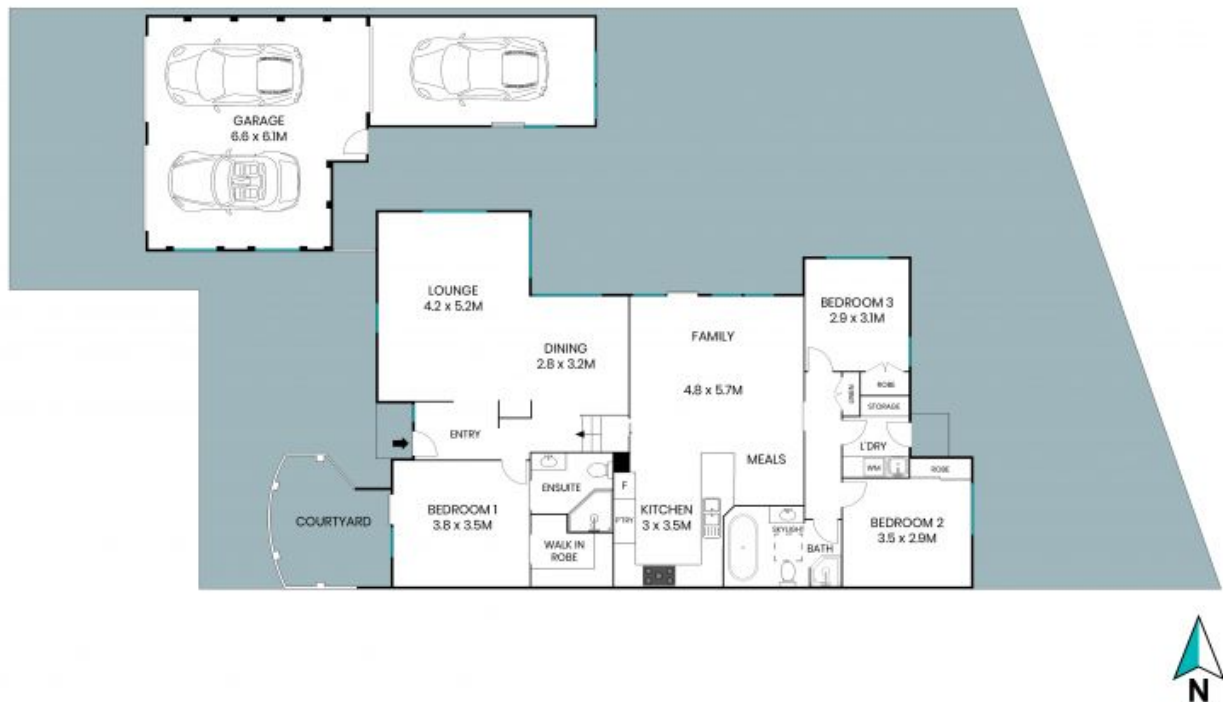 GARAGE
6.6 x 6.1M
LOUNGE
4.2 x 5.2M
DINING
2.8 x 3.2M
FAMILY
4.8 x 5.7M
MEALS
BEDROOM 3
2.9 x 3.1M
ROBE
LINEN
STORAGE
L'DRY
WM
ROBE
ENTRY
ENSUITE
F
P'TRY
KITCHEN
3 x 3.5M
BEDROOM 1
3.8 x 3.5M
WALK IN
ROBE
COURTYARD
SKYLIGHT
BATH
BEDROOM 2
3.5 x 2.9M
N